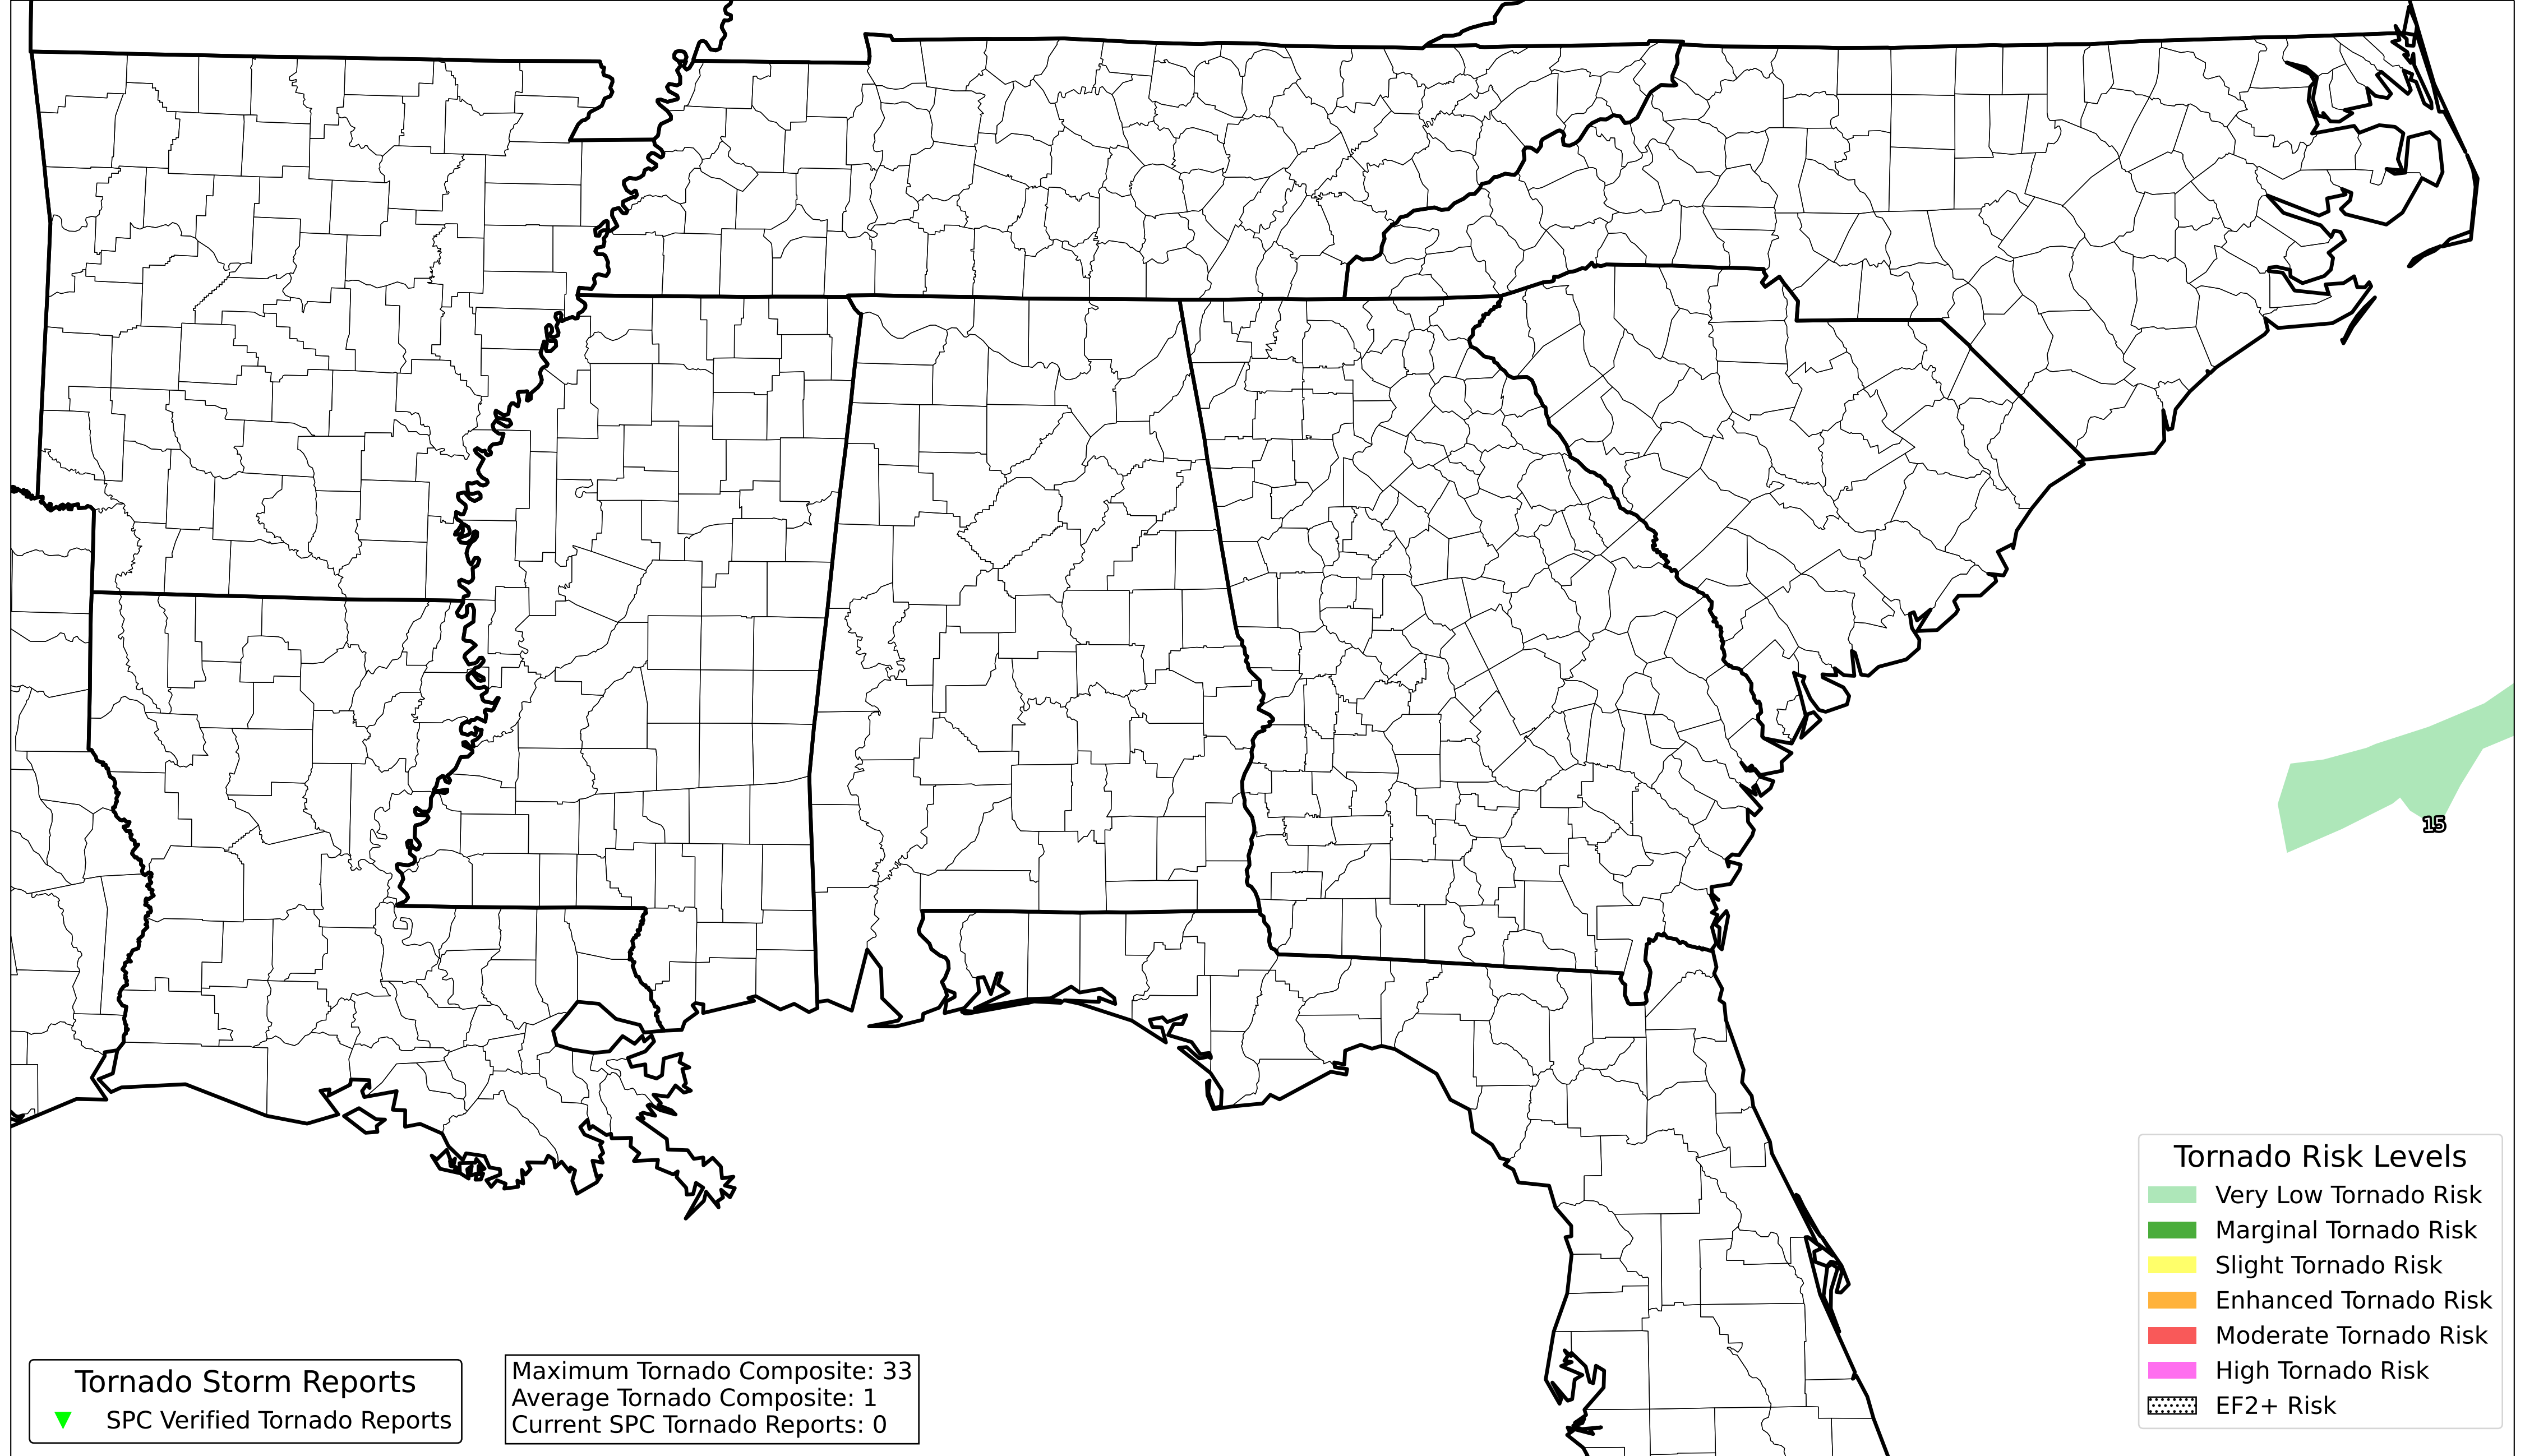 15
Tornado Risk Levels
Very Low Tornado Risk
Marginal Tornado Risk
Slight Tornado Risk
Enhanced Tornado Risk
Moderate Tornado Risk
High Tornado Risk
EF2+ Risk
Tornado Storm Reports
SPC Verified Tornado Reports
Maximum Tornado Composite: 33
Average Tornado Composite: 1
Current SPC Tornado Reports: 0